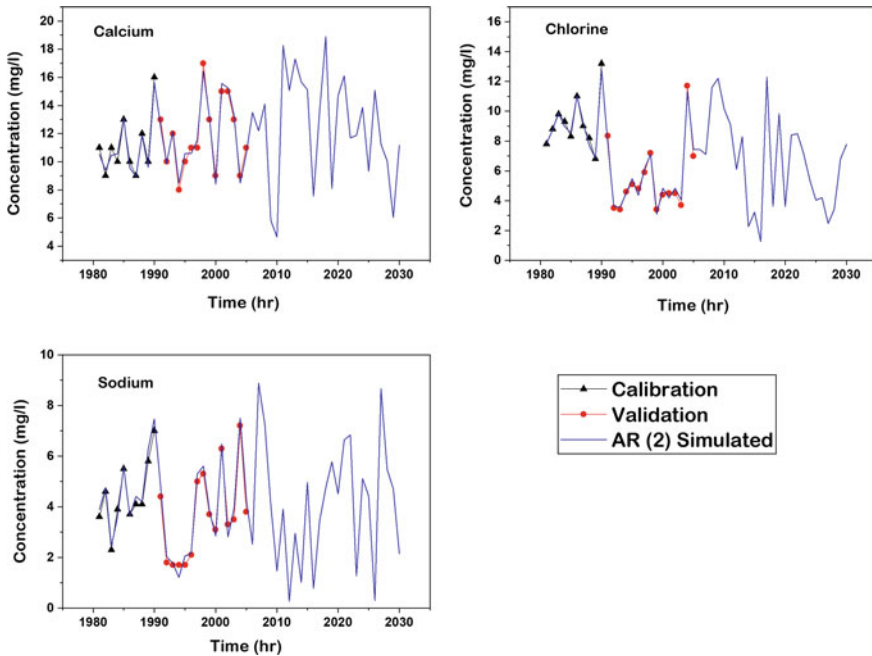 Calcium
Concentration (mg/l)
20
18
16
14
12
10
8
6
4
1980 1990 2000 2010 2020 2030
Time (hr)
Chlorine
Concentration (mg/l)
16
14
12
10
8
6
4
2
0
1980 1990 2000 2010 2020 2030
Time (hr)
Sodium
Concentration (mg/l)
10
8
6
4
2
0
1980 1990 2000 2010 2020 2030
Time (hr)
Calibration
Validation
AR (2) Simulated